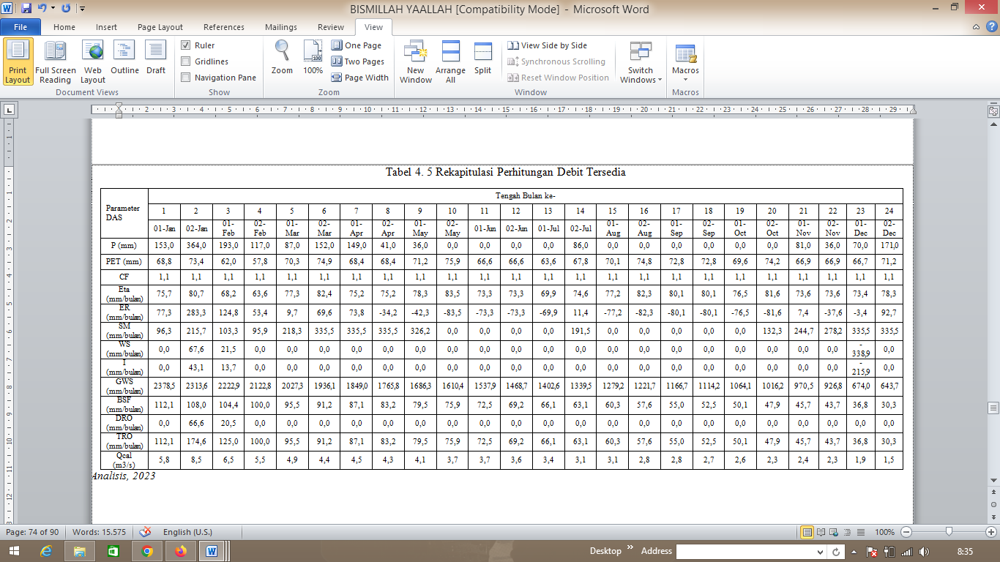 BISMILLAH YAALLAH [Compatibility Mode] - Microsoft Word
File Home Insert Page Layout References Mailings Review View
Print Layout Full Screen Reading Web Layout Outline Draft
Document Views
Ruler
Gridlines
Navigation Pane
Show
Zoom 100% One Page
Two Pages
Page Width
Zoom
New Window Arrange All Split
View Side by Side
Synchronous Scrolling
Reset Window Position
Switch Windows
Window
Macros
Macros
2 1 1 2 3 4 5 6 7 8 9 10 11 12 13 14 15 16 17 18 19 20 21 22 23 24 25 26 27 28 29
Tabel 4. 5 Rekapitulasi Perhitungan Debit Tersedia
Parameter DAS Tengah Bulan ke-
1 2 3 4 5 6 7 8 9 10 11 12 13 14 15 16 17 18 19 20 21 22 23 24
01-Jan 02-Jan 01-Feb 02-Feb 01-Mar 02-Mar 01-Apr 02-Apr 01-May 02-May 01-Jun 02-Jun 01-Jul 02-Jul 01-Aug 02-Aug 01-Sep 02-Sep 01-Oct 02-Oct 01-Nov 02-Nov 01-Dec 02-Dec
P (mm) 153,0 364,0 193,0 117,0 87,0 152,0 149,0 41,0 36,0 0,0 0,0 0,0 0,0 86,0 0,0 0,0 0,0 0,0 0,0 0,0 81,0 36,0 70,0 171,0
PET (mm) 68,8 73,4 62,0 57,8 70,3 74,9 68,4 68,4 71,2 75,9 66,6 66,6 63,6 67,8 70,1 74,8 72,8 72,8 69,6 74,2 66,9 66,9 66,7 71,2
CF 1,1 1,1 1,1 1,1 1,1 1,1 1,1 1,1 1,1 1,1 1,1 1,1 1,1 1,1 1,1 1,1 1,1 1,1 1,1 1,1 1,1 1,1 1,1 1,1
Eta (mm/bulan) 75,7 80,7 68,2 63,6 77,3 82,4 75,2 75,2 78,3 83,5 73,3 73,3 69,9 74,6 77,2 82,3 80,1 80,1 76,5 81,6 73,6 73,6 73,4 78,3
ER (mm/bulan) 77,3 283,3 124,8 53,4 9,7 69,6 73,8 -34,2 -42,3 -83,5 -73,3 -73,3 -69,9 11,4 -77,2 -82,3 -80,1 -80,1 -76,5 -81,6 7,4 -37,6 -3,4 92,7
SM (mm/bulan) 96,3 215,7 103,3 95,9 218,3 335,5 335,5 335,5 326,2 0,0 0,0 0,0 0,0 191,5 0,0 0,0 0,0 0,0 0,0 132,3 244,7 278,2 335,5 335,5
WS (mm/bulan) 0,0 67,6 21,5 0,0 0,0 0,0 0,0 0,0 0,0 0,0 0,0 0,0 0,0 0,0 0,0 0,0 0,0 0,0 0,0 0,0 0,0 0,0 -338,9 0,0
I (mm/bulan) 0,0 43,1 13,7 0,0 0,0 0,0 0,0 0,0 0,0 0,0 0,0 0,0 0,0 0,0 0,0 0,0 0,0 0,0 0,0 0,0 0,0 0,0 -215,9 0,0
GWS (mm/bulan) 2378,5 2313,6 2222,9 2122,8 2027,3 1936,1 1849,0 1765,8 1686,3 1610,4 1537,9 1468,7 1402,6 1339,5 1279,2 1221,7 1166,7 1114,2 1064,1 1016,2 970,5 926,8 674,0 643,7
BSF (mm/bulan) 112,1 108,0 104,4 100,0 95,5 91,2 87,1 83,2 79,5 75,9 72,5 69,2 66,1 63,1 60,3 57,6 55,0 52,5 50,1 47,9 45,7 43,7 36,8 30,3
DRO (mm/bulan) 0,0 66,6 20,5 0,0 0,0 0,0 0,0 0,0 0,0 0,0 0,0 0,0 0,0 0,0 0,0 0,0 0,0 0,0 0,0 0,0 0,0 0,0 0,0 0,0
TRO (mm/bulan) 112,1 174,6 125,0 100,0 95,5 91,2 87,1 83,2 79,5 75,9 72,5 69,2 66,1 63,1 60,3 57,6 55,0 52,5 50,1 47,9 45,7 43,7 36,8 30,3
Qcal (m3/s) 5,8 8,5 6,5 5,5 4,9 4,4 4,5 4,3 4,1 3,7 3,7 3,6 3,4 3,1 3,1 2,8 2,8 2,7 2,6 2,3 2,4 2,3 1,9 1,5
Analisis, 2023
Page: 74 of 90 Words: 15.575 English (U.S.) 100%
Desktop Address 8:35